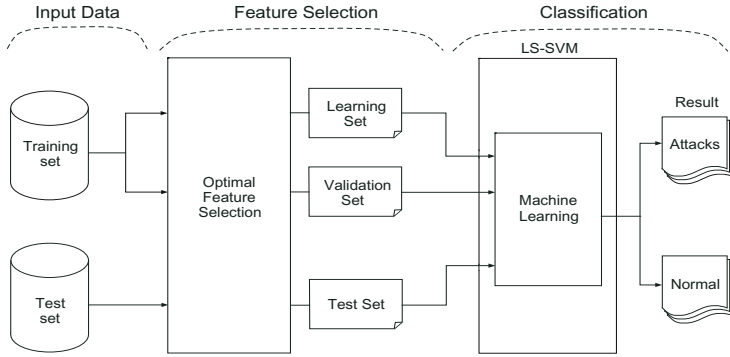 Input Data
Feature Selection
Classification
LS-SVM
Training
set
Test
set
Optimal
Feature
Selection
Learning
Set
Validation
Set
Test Set
Machine
Learning
Result
Attacks
Normal